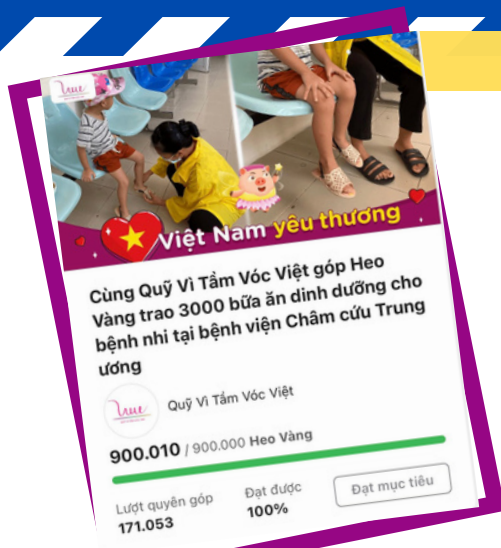 Việt Nam yêu thương
Cùng Quỹ Vì Tầm Vóc Việt góp Heo
Vàng trao 3000 bữa ăn dinh dưỡng cho
bệnh nhi tại bệnh viện Châm cứu Trung
ương
Quỹ Vì Tầm Vóc Việt
900.010 / 900.000 Heo Vàng
Lượt quyên góp
171.053
Đạt được
100%
Đạt mục tiêu